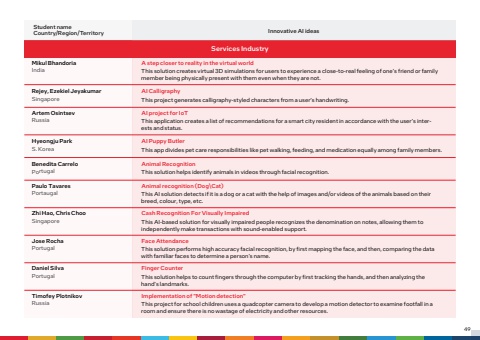 Student name
Country/Region/Territory
Innovative AI ideas
Services Industry
Mikul Bhandoria
India
A step closer to reality in the virtual world
This solution creates virtual 3D simulations for users to experience a close-to-real feeling of one's friend or family
member being physically present with them even when they are not.
Rejey, Ezekiel Jeyakumar
Singapore
AI Calligraphy
This project generates calligraphy-styled characters from a user's handwriting.
Artem Osintsev
Russia
AI project for IoT
This application creates a list of recommendations for a smart city resident in accordance with the user's inter-
ests and status.
Hyeongju Park
S. Korea
AI Puppy Butler
This app divides pet care responsibilities like pet walking, feeding, and medication equally among family members.
Benedita Carrelo
Portugal
Animal Recognition
This solution helps identify animals in videos through facial recognition.
Paulo Tavares
Portaugal
Animal recognition (Dog\Cat)
This AI solution detects if it is a dog or a cat with the help of images and/or videos of the animals based on their
breed, colour, type, etc.
Zhi Hao, Chris Choo
Singapore
Cash Recognition For Visually Impaired
This AI-based solution for visually impaired people recognizes the denomination on notes, allowing them to
independently make transactions with sound-enabled support.
Jose Rocha
Portugal
Face Attendance
This solution performs high accuracy facial recognition, by first mapping the face, and then, comparing the data
with familiar faces to determine a person's name.
Daniel Silva
Portugal
Finger Counter
This solution helps to count fingers through the computer by first tracking the hands, and then analyzing the
hand's landmarks.
Timofey Plotnikov
Russia
Implementation of "Motion detection"
This project for school children uses a quadcopter camera to develop a motion detector to examine footfall in a
room and ensure there is no wastage of electricity and other resources.
49